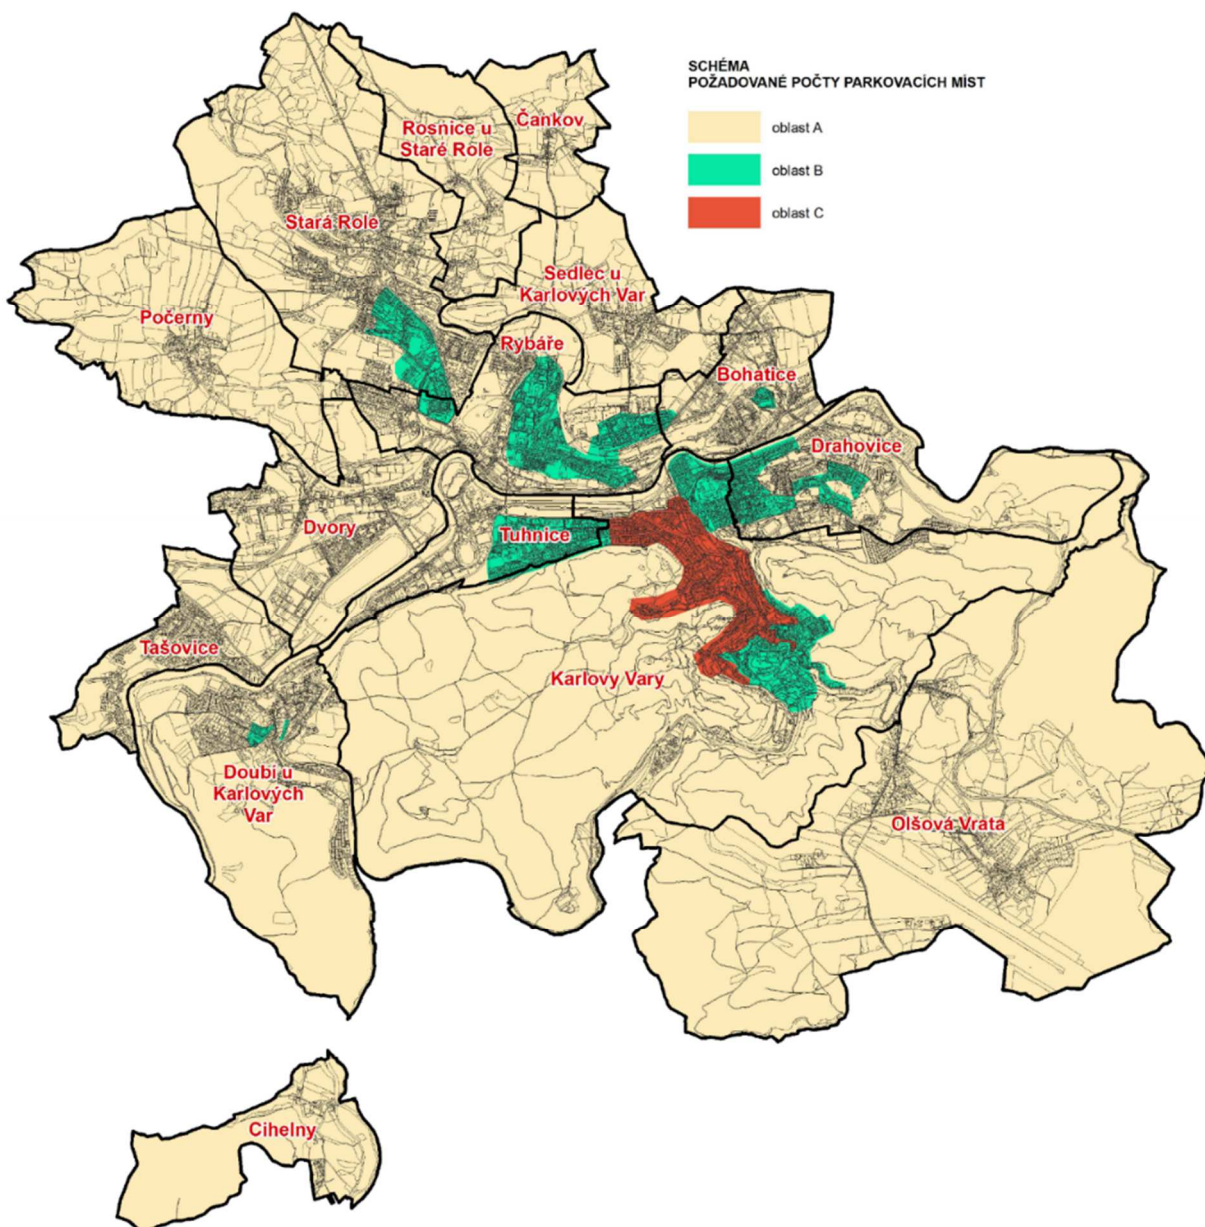 SCHÉMA
POŽADOVANÉ POČTY PARKOVACÍCH MÍST
oblast A
oblast B
oblast C
Čankov
Rosnice u
Staré Role
Stará Role
Sedlec u
Karlových Var
Počerny
Rybáře
Bohatice
Drahovice
Dvory
Tuhnice
Tašovice
Karlovy Vary
Doubí u
Karlových
Var
Olšová Vrata
Cihelny